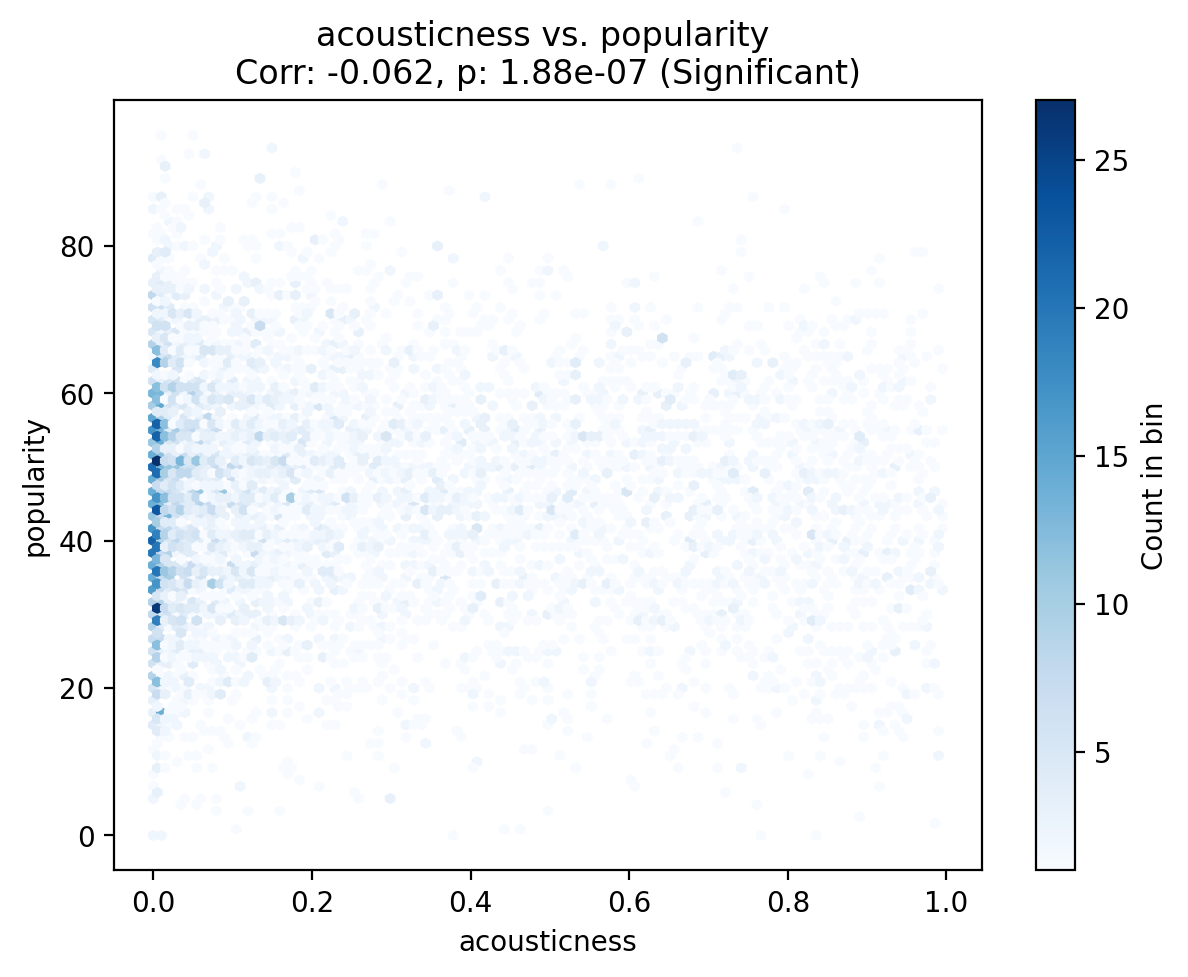 acousticness vs. popularity
Corr: -0.062, p: 1.88e-07 (Significant)
popularity
80
60
40
20
0
0.0 0.2 0.4 0.6 0.8 1.0
acousticness
25
20
15
10
5
Count in bin